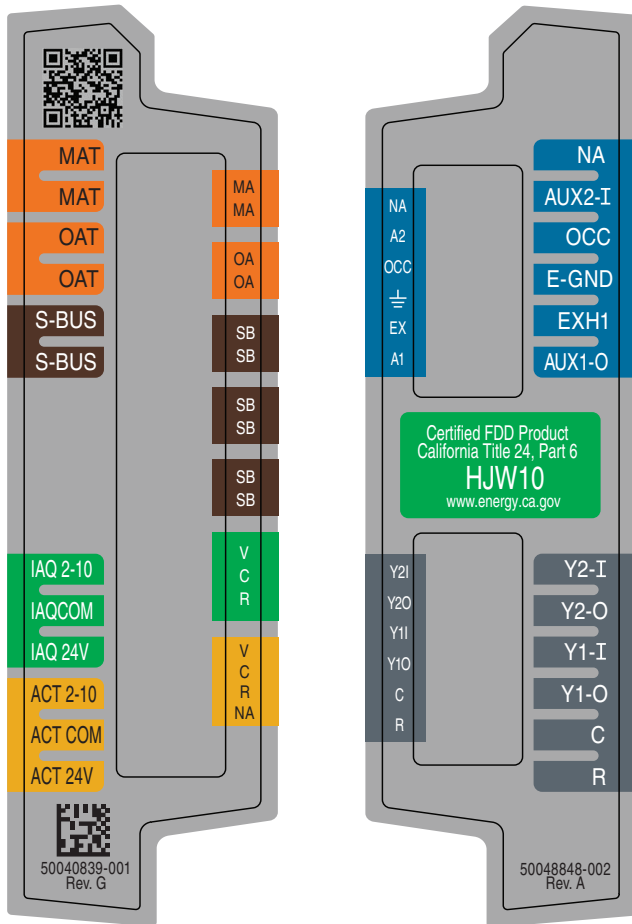 MAT
MAT
OAT
OAT
S-BUS
S-BUS
IAQ 2-10
IAQCOM
IAQ 24V
ACT 2-10
ACT COM
ACT 24V
50040839-001
Rev. G
MA
MA
OA
OA
SB
SB
SB
SB
SB
SB
V
C
R
V
C
R
NA
NA
A2
OCC
EX
A1
NA
AUX2-I
OCC
E-GND
EXH1
AUX1-O
Certified FDD Product
California Title 24, Part 6
HJW10
www.energy.ca.gov
Y2I
Y2O
Y1I
Y1O
C
R
Y2-I
Y2-O
Y1-I
Y1-O
C
R
50048848-002
Rev. A